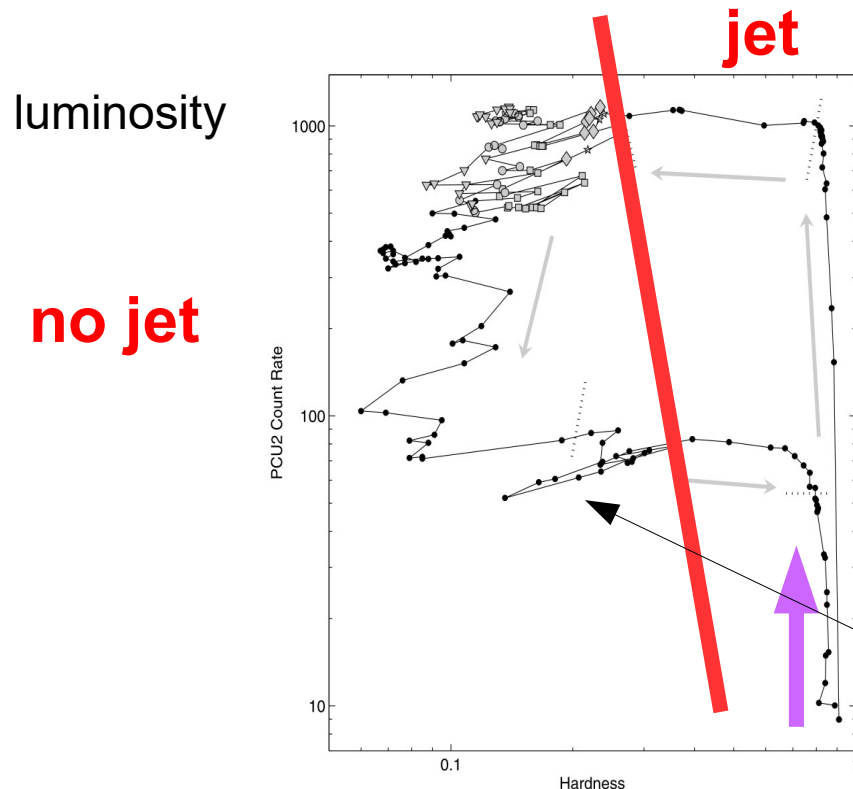 jet
luminosity
1000
no jet
PCU2 Count Rate
100
10
0.1
Hardness